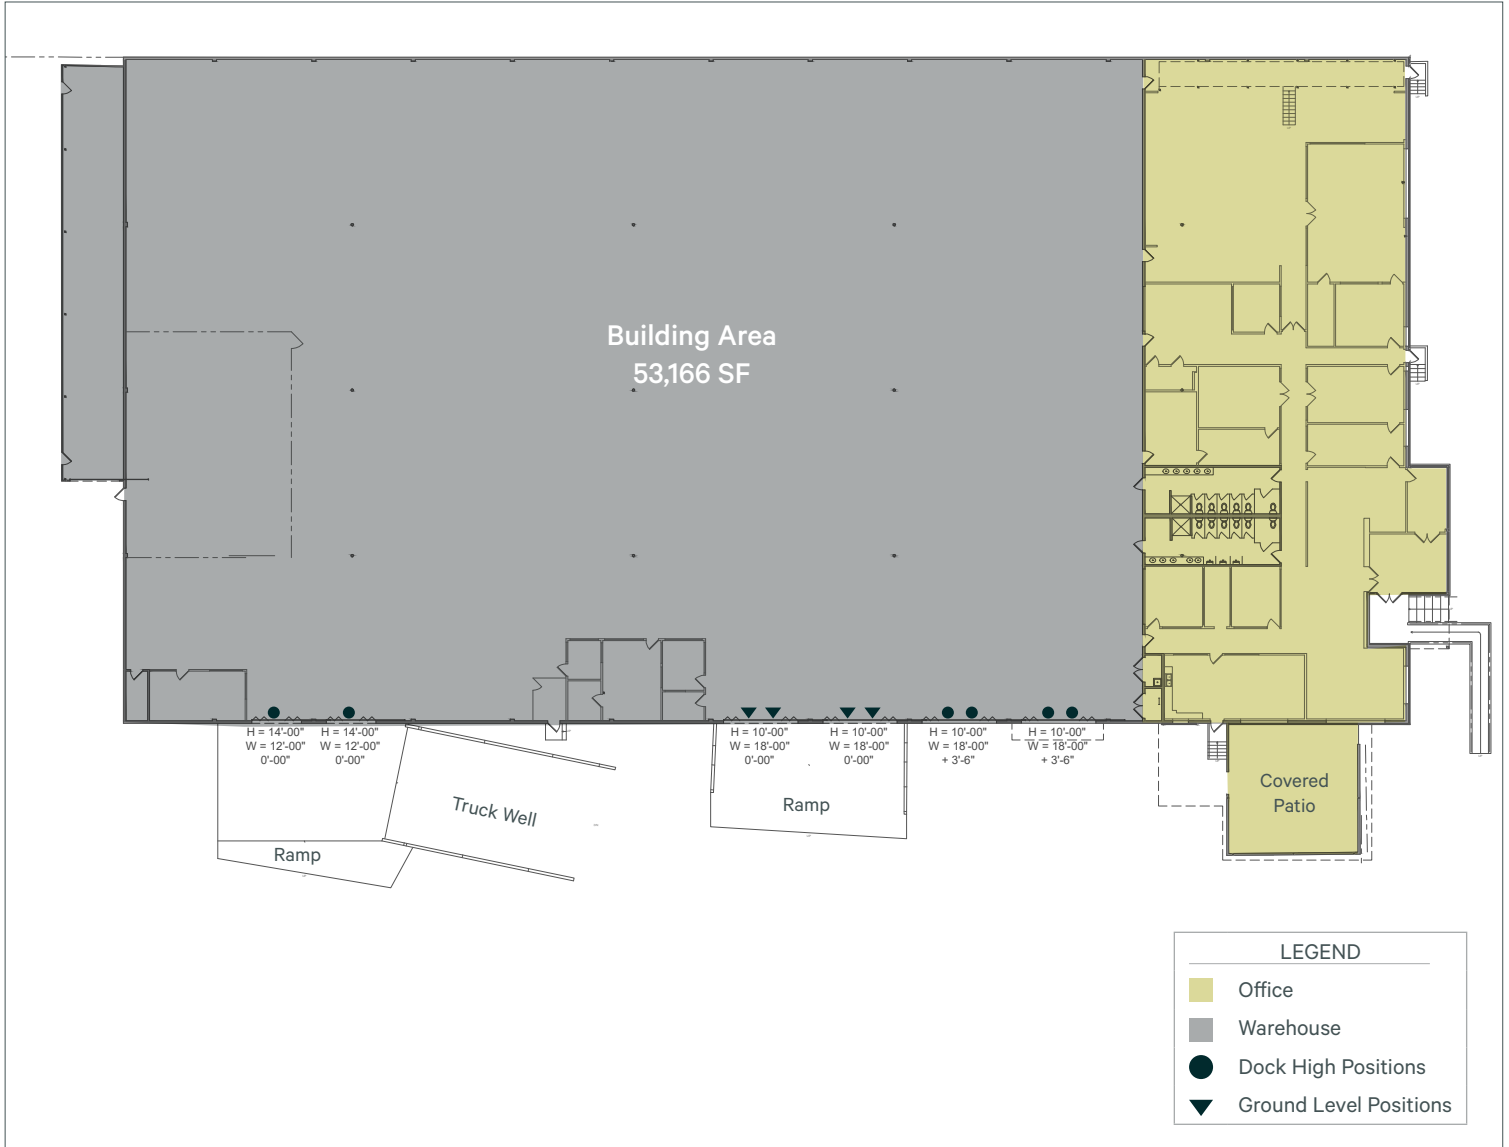 Building Area
53,166 SF
H = 14'-00"
W = 12'-00"
0'-00"
H = 14'-00"
W = 12'-00"
0'-00"
H = 10'-00"
W = 18'-00"
0'-00"
H = 10'-00"
W = 18'-00"
0'-00"
H = 10'-00"
W = 18'-00"
+ 3'-6"
H = 10'-00"
W = 18'-00"
+ 3'-6"
Truck Well
Ramp
Ramp
Covered
Patio
LEGEND
Office
Warehouse
Dock High Positions
Ground Level Positions